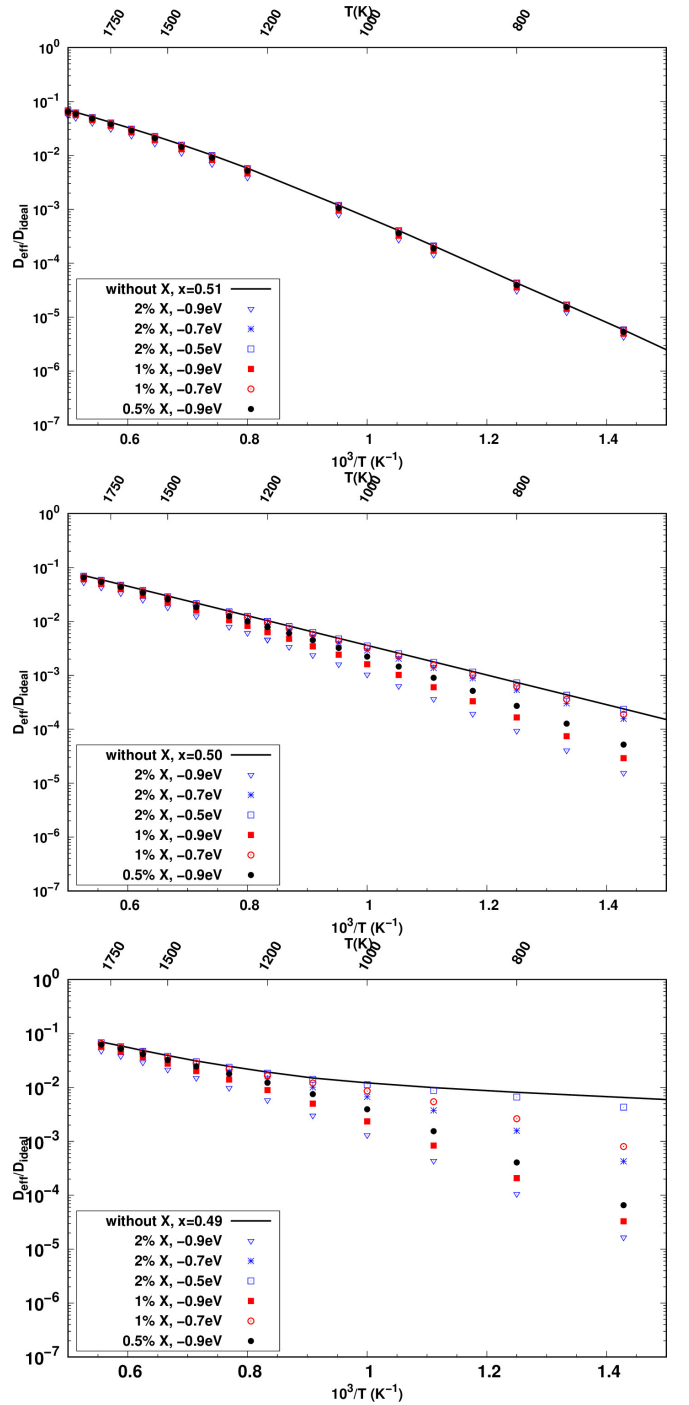 T(K)
1750 1500 1200 1000 800
10^0
10^-1
10^-2
10^-3
10^-4
10^-5
10^-6
10^-7
D_eff/D_ideal
without X, x=0.51
2% X, −0.9eV
2% X, −0.7eV
2% X, −0.5eV
1% X, −0.9eV
1% X, −0.7eV
0.5% X, −0.9eV
0.6 0.8 1 1.2 1.4
10^3/T (K^-1)
T(K)
1750 1500 1200 1000 800
10^0
10^-1
10^-2
10^-3
10^-4
10^-5
10^-6
10^-7
D_eff/D_ideal
without X, x=0.50
2% X, −0.9eV
2% X, −0.7eV
2% X, −0.5eV
1% X, −0.9eV
1% X, −0.7eV
0.5% X, −0.9eV
0.6 0.8 1 1.2 1.4
10^3/T (K^-1)
T(K)
1750 1500 1200 1000 800
10^0
10^-1
10^-2
10^-3
10^-4
10^-5
10^-6
10^-7
D_eff/D_ideal
without X, x=0.49
2% X, −0.9eV
2% X, −0.7eV
2% X, −0.5eV
1% X, −0.9eV
1% X, −0.7eV
0.5% X, −0.9eV
0.6 0.8 1 1.2 1.4
10^3/T (K^-1)